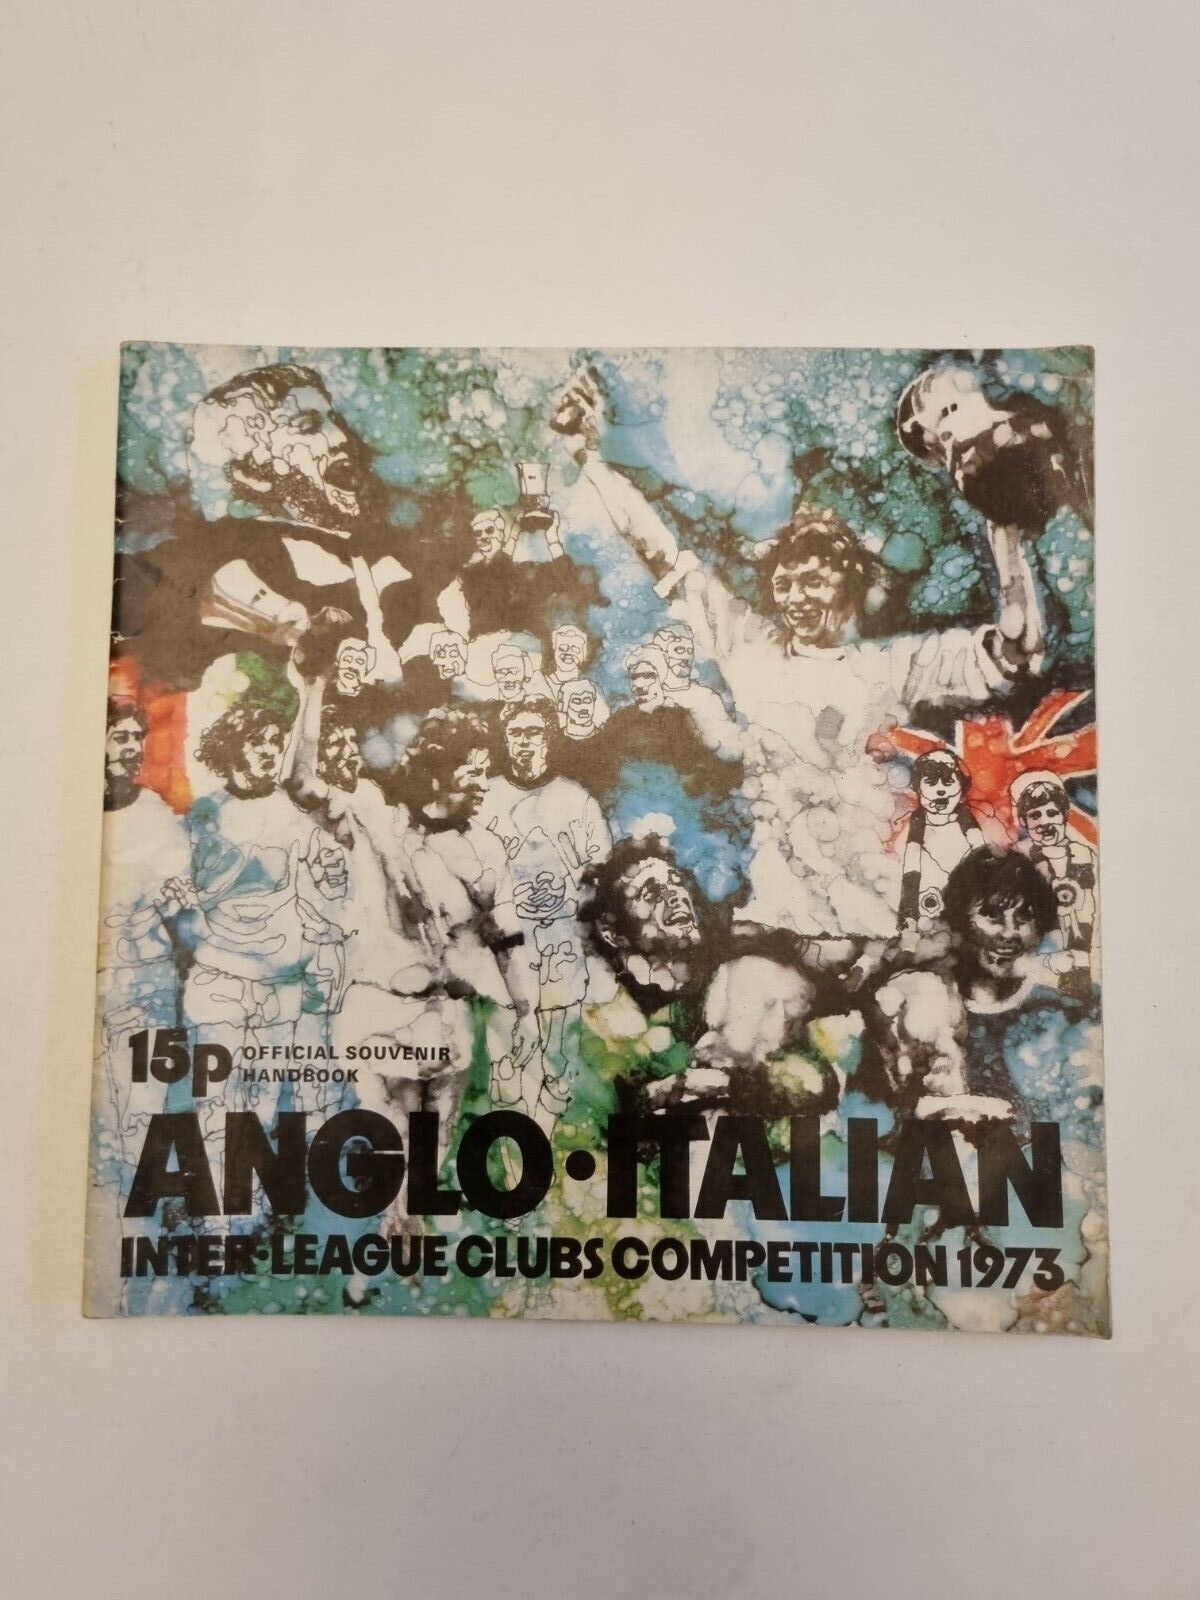 15p OFFICIAL SOUVENIR
HANDBOOK
ANGLO•ITALIAN
INTER•LEAGUE CLUBS COMPETITION 1973